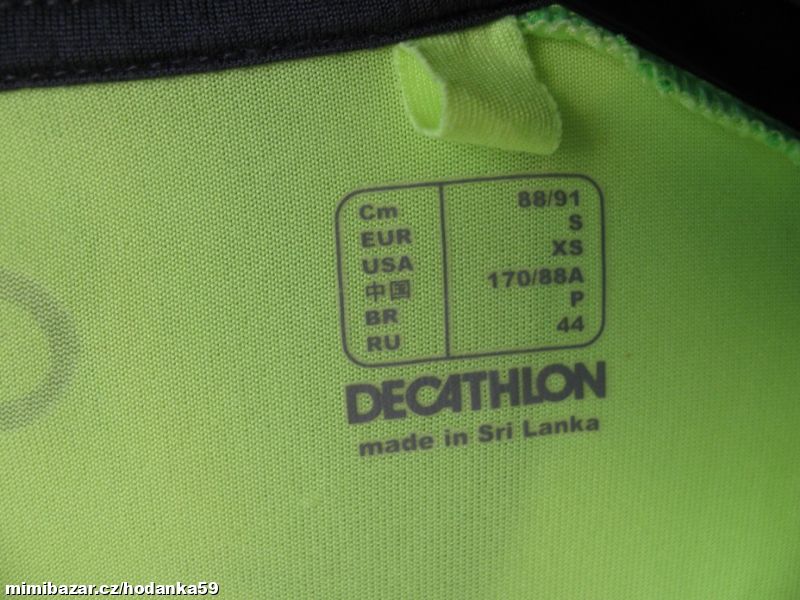 Cm 88/91
EUR S
USA XS
中国 170/88A
BR P
RU 44
DECATHLON
made in Sri Lanka
mimibazar.cz/hodanka59